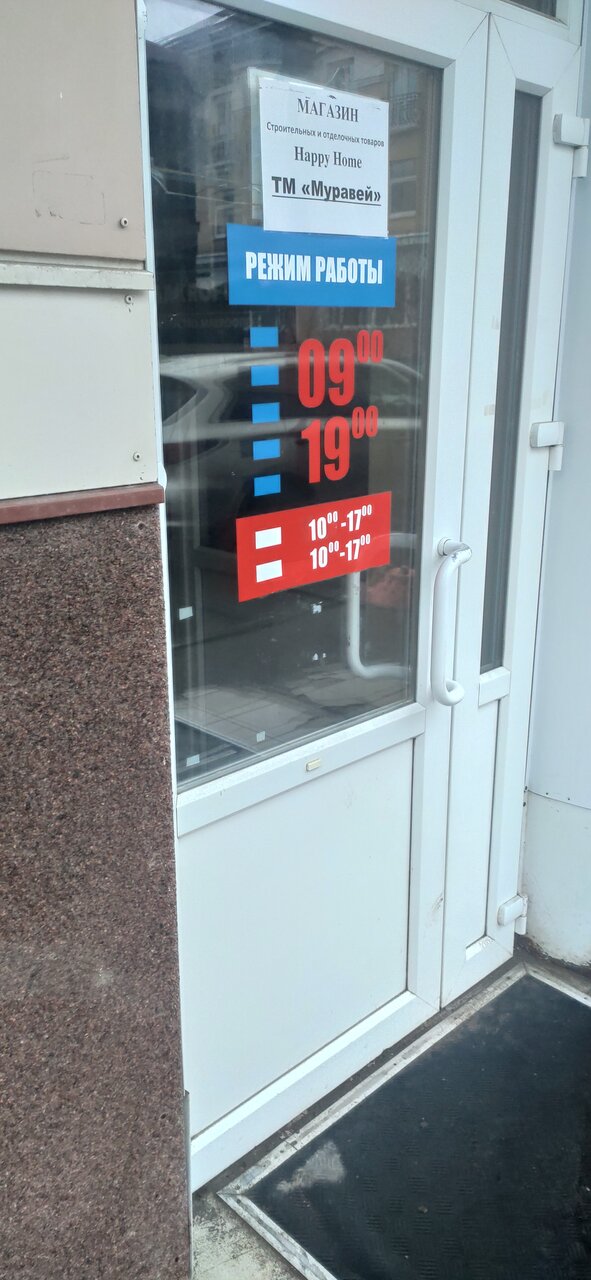 МАГАЗИН
Строительных и отделочных товаров
Happy Home
ТМ «Муравей»
РЕЖИМ РАБОТЫ
09⁰⁰
19⁰⁰
10⁰⁰-17⁰⁰
10⁰⁰-17⁰⁰